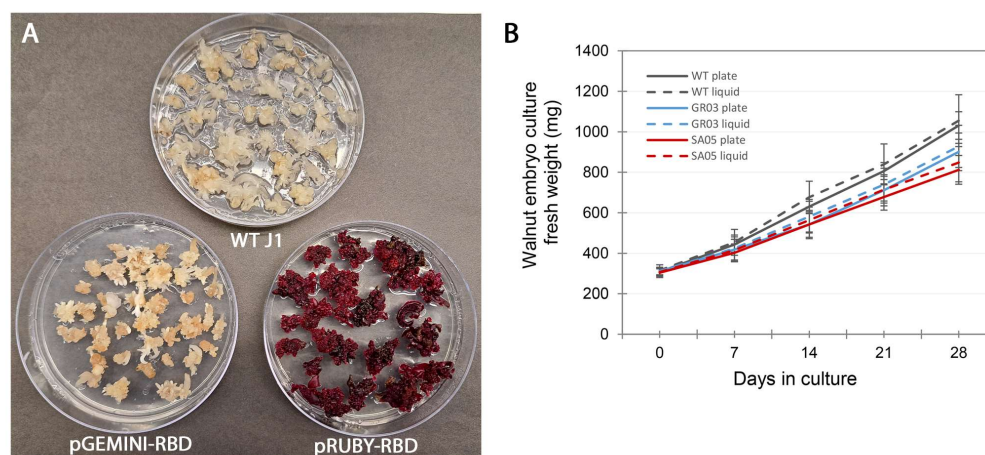 A
WT J1
pGEMINI-RBD
pRUBY-RBD
B
Walnut embryo culture
fresh weight (mg)
1400
1200
1000
800
600
400
200
0
WT plate
WT liquid
GR03 plate
GR03 liquid
SA05 plate
SA05 liquid
0 7 14 21 28
Days in culture